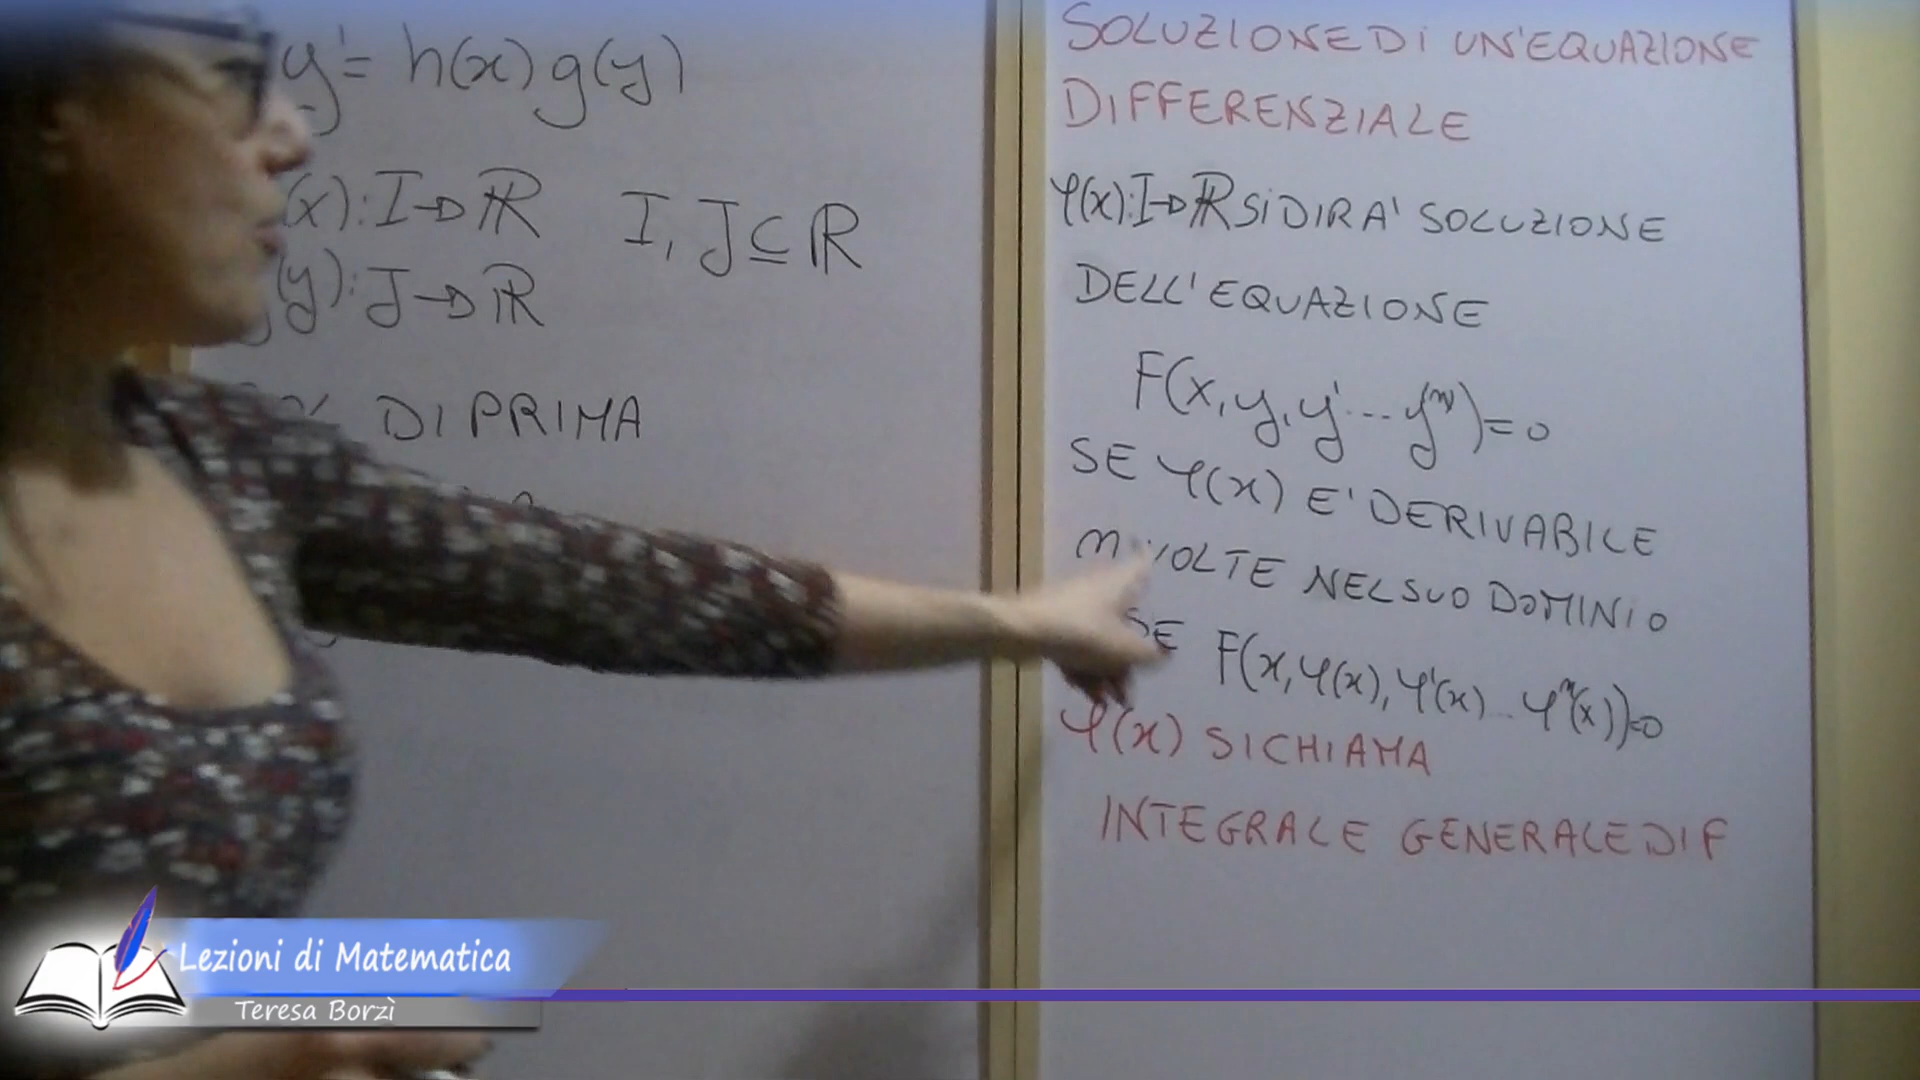 y' = h(x) g(y)
(x): I → ℝ I, J ⊆ ℝ
(y): J → ℝ
DI PRIMA
SOLUZIONE DI UN'EQUAZIONE
DIFFERENZIALE
φ(x): I → ℝ SI DIRA' SOLUZIONE
DELL'EQUAZIONE
F(x, y, y' ... y⁽ⁿ⁾) = 0
SE φ(x) E' DERIVABILE
n VOLTE NEL SUO DOMINIO
SE F(x, φ(x), φ'(x) ... φⁿ(x)) = 0
φ(x) SI CHIAMA
INTEGRALE GENERALE DI F
Lezioni di Matematica
Teresa Borzì